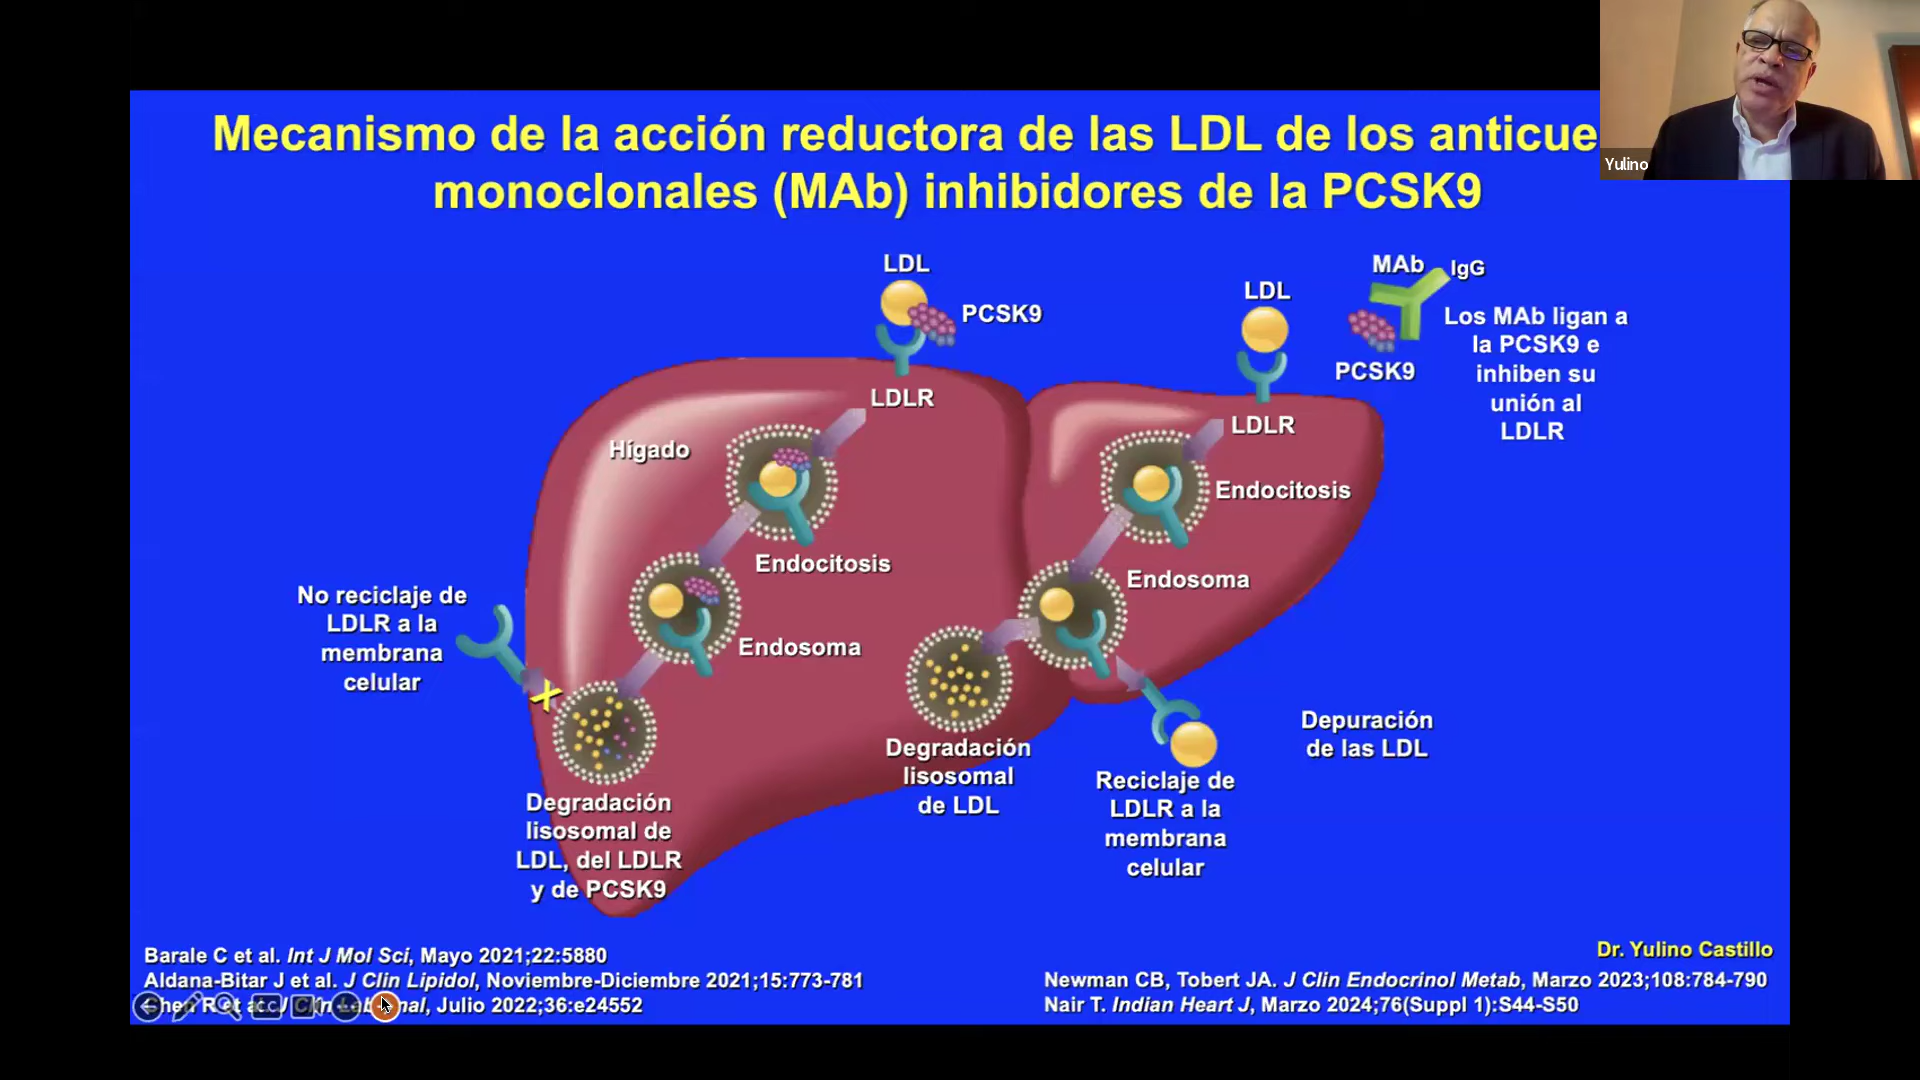 Mecanismo de la acción reductora de las LDL de los anticue
monoclonales (MAb) inhibidores de la PCSK9
Yulino
LDL
PCSK9
LDLR
LDL
LDLR
MAb
IgG
PCSK9
Los MAb ligan a
la PCSK9 e
inhiben su
unión al
LDLR
Hígado
Endocitosis
Endosoma
No reciclaje de
LDLR a la
membrana
celular
X
Degradación
lisosomal de
LDL, del LDLR
y de PCSK9
Endocitosis
Endosoma
Degradación
lisosomal
de LDL
Reciclaje de
LDLR a la
membrana
celular
Depuración
de las LDL
Barale C et al. Int J Mol Sci, Mayo 2021;22:5880
Aldana-Bitar J et al. J Clin Lipidol, Noviembre-Diciembre 2021;15:773-781
Chen R et al. J Clin Lab Anal, Julio 2022;36:e24552
Dr. Yulino Castillo
Newman CB, Tobert JA. J Clin Endocrinol Metab, Marzo 2023;108:784-790
Nair T. Indian Heart J, Marzo 2024;76(Suppl 1):S44-S50